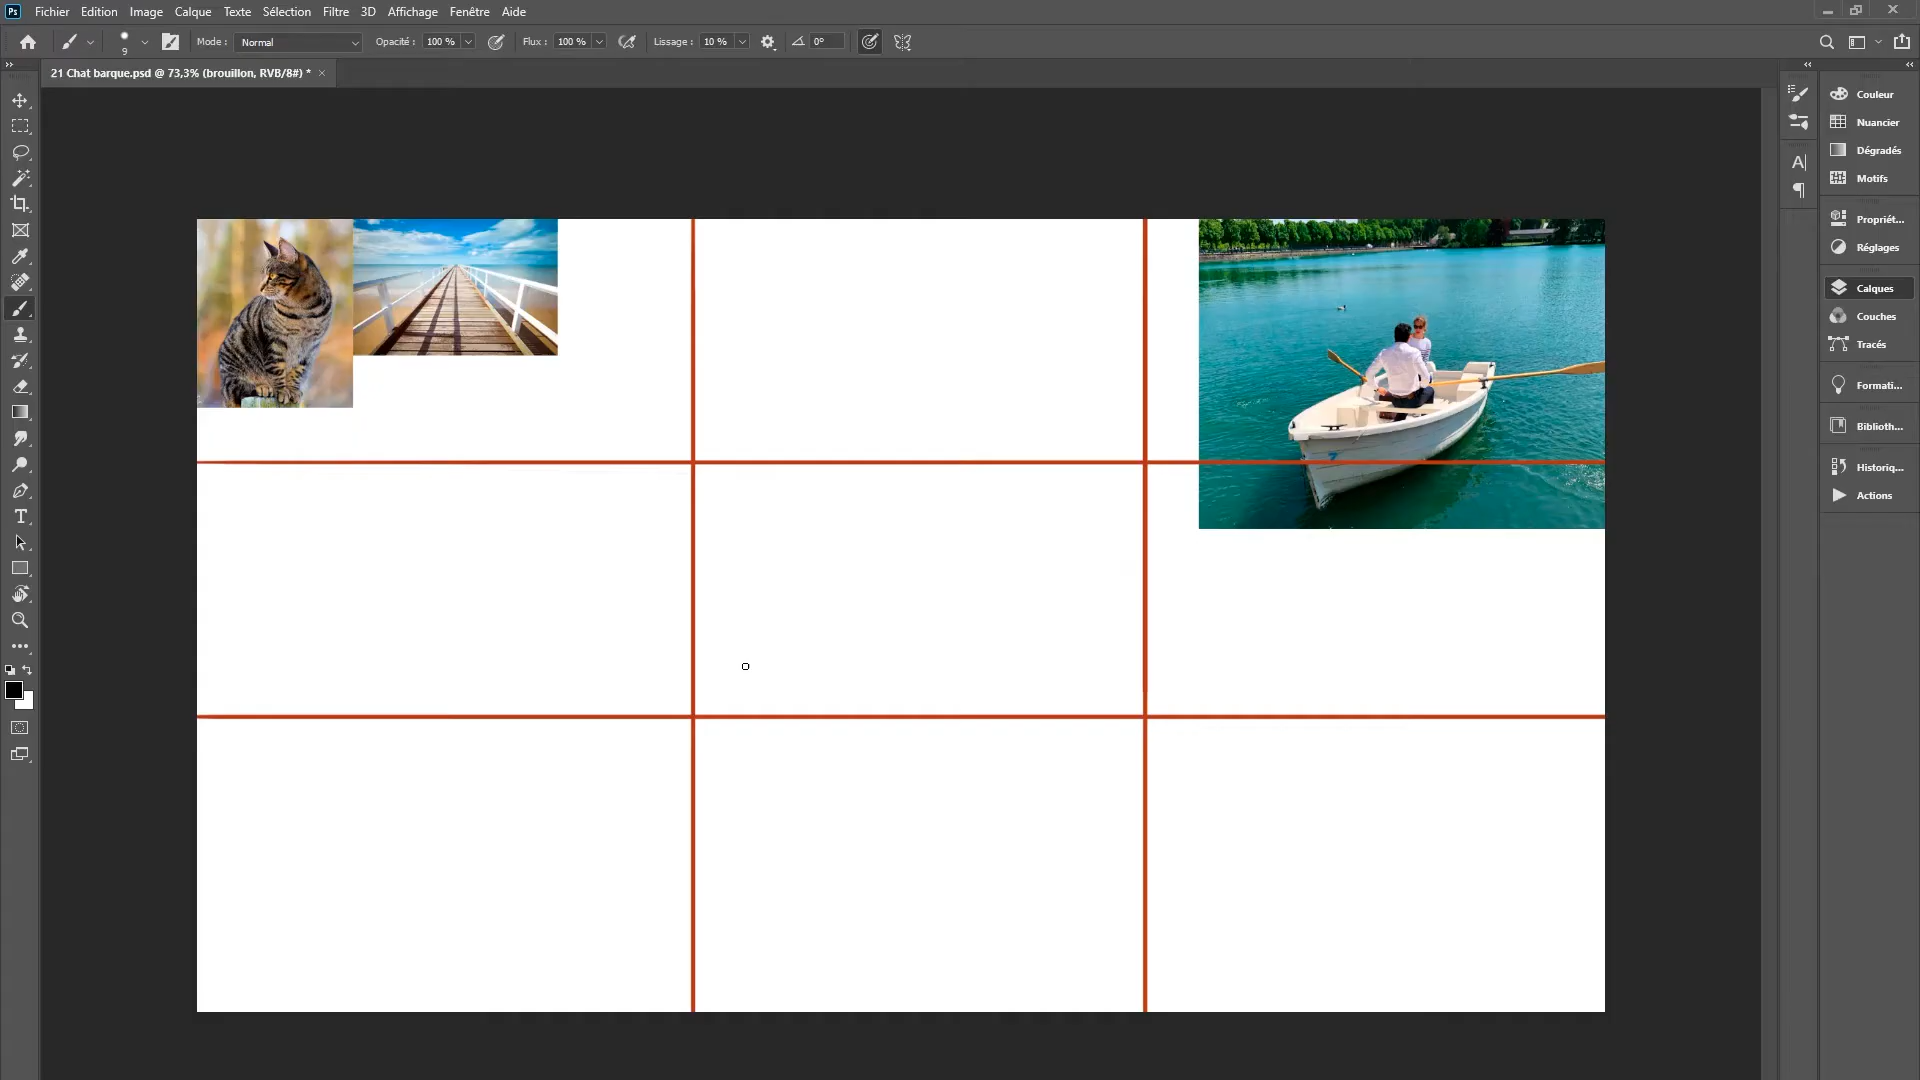 Ps Fichier Edition Image Calque Texte Sélection Filtre 3D Affichage Fenêtre Aide
9 Mode : Normal Opacité : 100 % Flux : 100 % Lissage : 10 % 0°
21 Chat barque.psd @ 73,3% (brouillon, RVB/8#) *
Couleur
Nuancier
Dégradés
Motifs
Propriét...
Réglages
Calques
Couches
Tracés
Formati...
Biblioth...
Historiq...
Actions